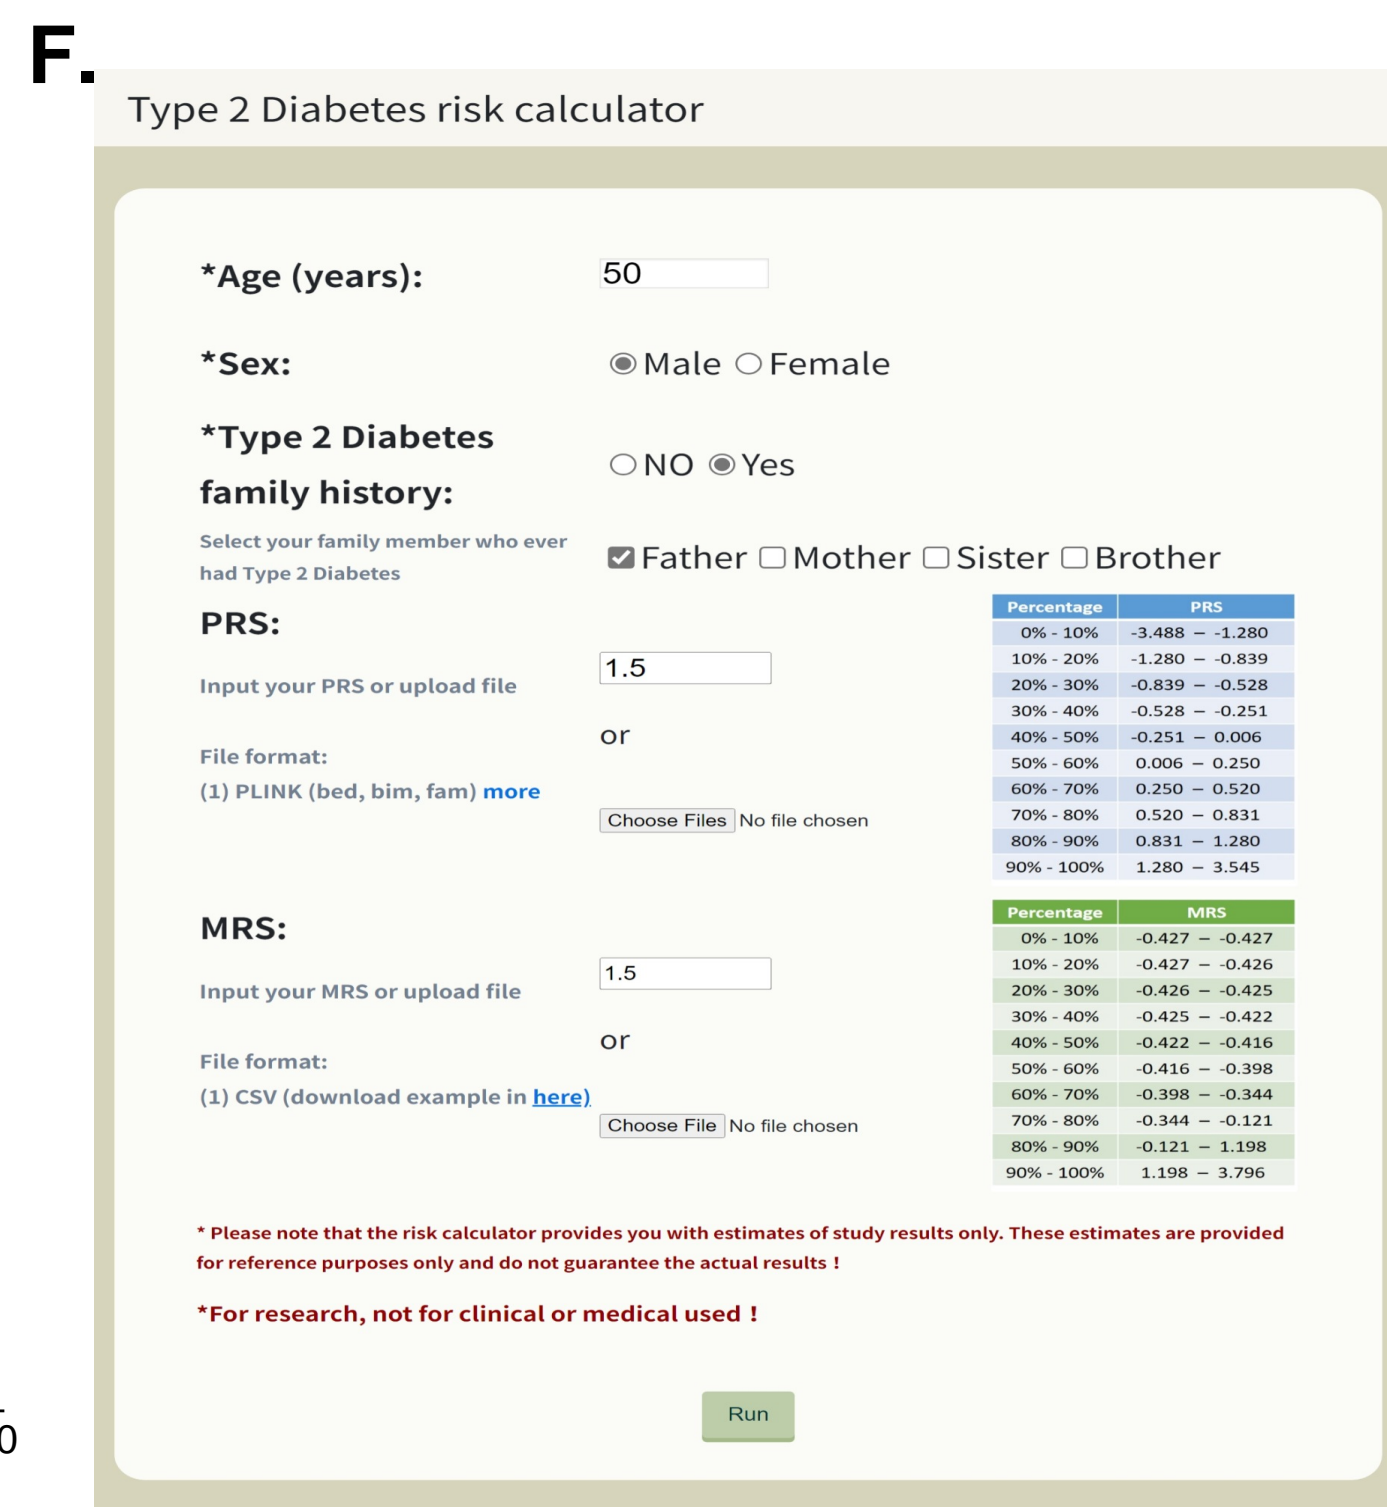 F.
Type 2 Diabetes risk calculator
*Age (years):
50
*Sex:
Male Female
*Type 2 Diabetes
family history:
NO Yes
Select your family member who ever
had Type 2 Diabetes
Father Mother Sister Brother
PRS:
Input your PRS or upload file
1.5
or
File format:
(1) PLINK (bed, bim, fam) more
Choose Files No file chosen
Percentage PRS
0% - 10% -3.488 – -1.280
10% - 20% -1.280 – -0.839
20% - 30% -0.839 – -0.528
30% - 40% -0.528 – -0.251
40% - 50% -0.251 – 0.006
50% - 60% 0.006 – 0.250
60% - 70% 0.250 – 0.520
70% - 80% 0.520 – 0.831
80% - 90% 0.831 – 1.280
90% - 100% 1.280 – 3.545
MRS:
Input your MRS or upload file
1.5
or
File format:
(1) CSV (download example in here)
Choose File No file chosen
Percentage MRS
0% - 10% -0.427 – -0.427
10% - 20% -0.427 – -0.426
20% - 30% -0.426 – -0.425
30% - 40% -0.425 – -0.422
40% - 50% -0.422 – -0.416
50% - 60% -0.416 – -0.398
60% - 70% -0.398 – -0.344
70% - 80% -0.344 – -0.121
80% - 90% -0.121 – 1.198
90% - 100% 1.198 – 3.796
* Please note that the risk calculator provides you with estimates of study results only. These estimates are provided
for reference purposes only and do not guarantee the actual results !
*For research, not for clinical or medical used !
Run
0